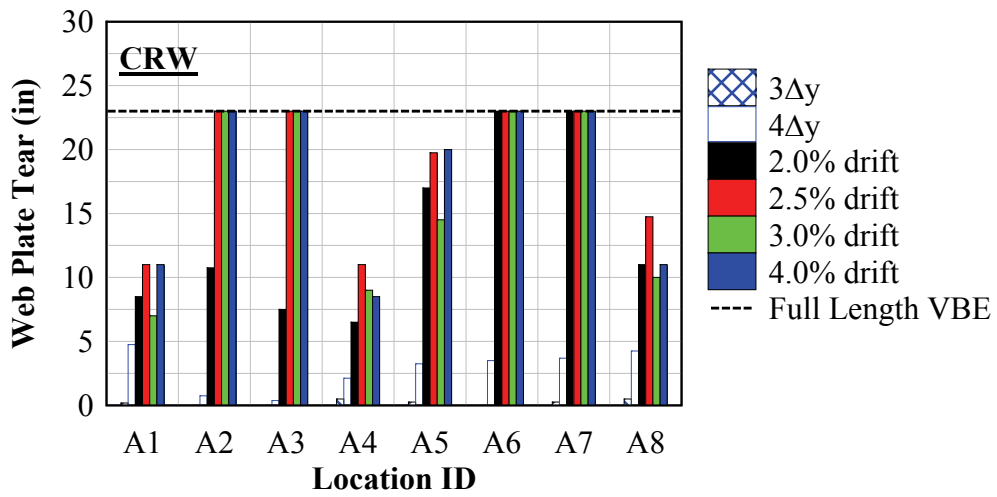 CRW
Web Plate Tear (in)
30
25
20
15
10
5
0
A1 A2 A3 A4 A5 A6 A7 A8
Location ID
3Δy
4Δy
2.0% drift
2.5% drift
3.0% drift
4.0% drift
Full Length VBE